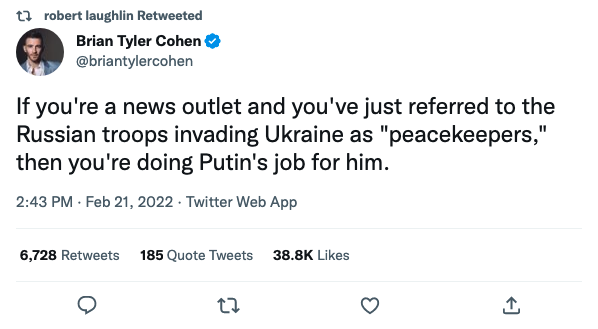 robert laughlin Retweeted
Brian Tyler Cohen
@briantylercohen
If you're a news outlet and you've just referred to the
Russian troops invading Ukraine as "peacekeepers,"
then you're doing Putin's job for him.
2:43 PM · Feb 21, 2022 · Twitter Web App
6,728 Retweets 185 Quote Tweets 38.8K Likes